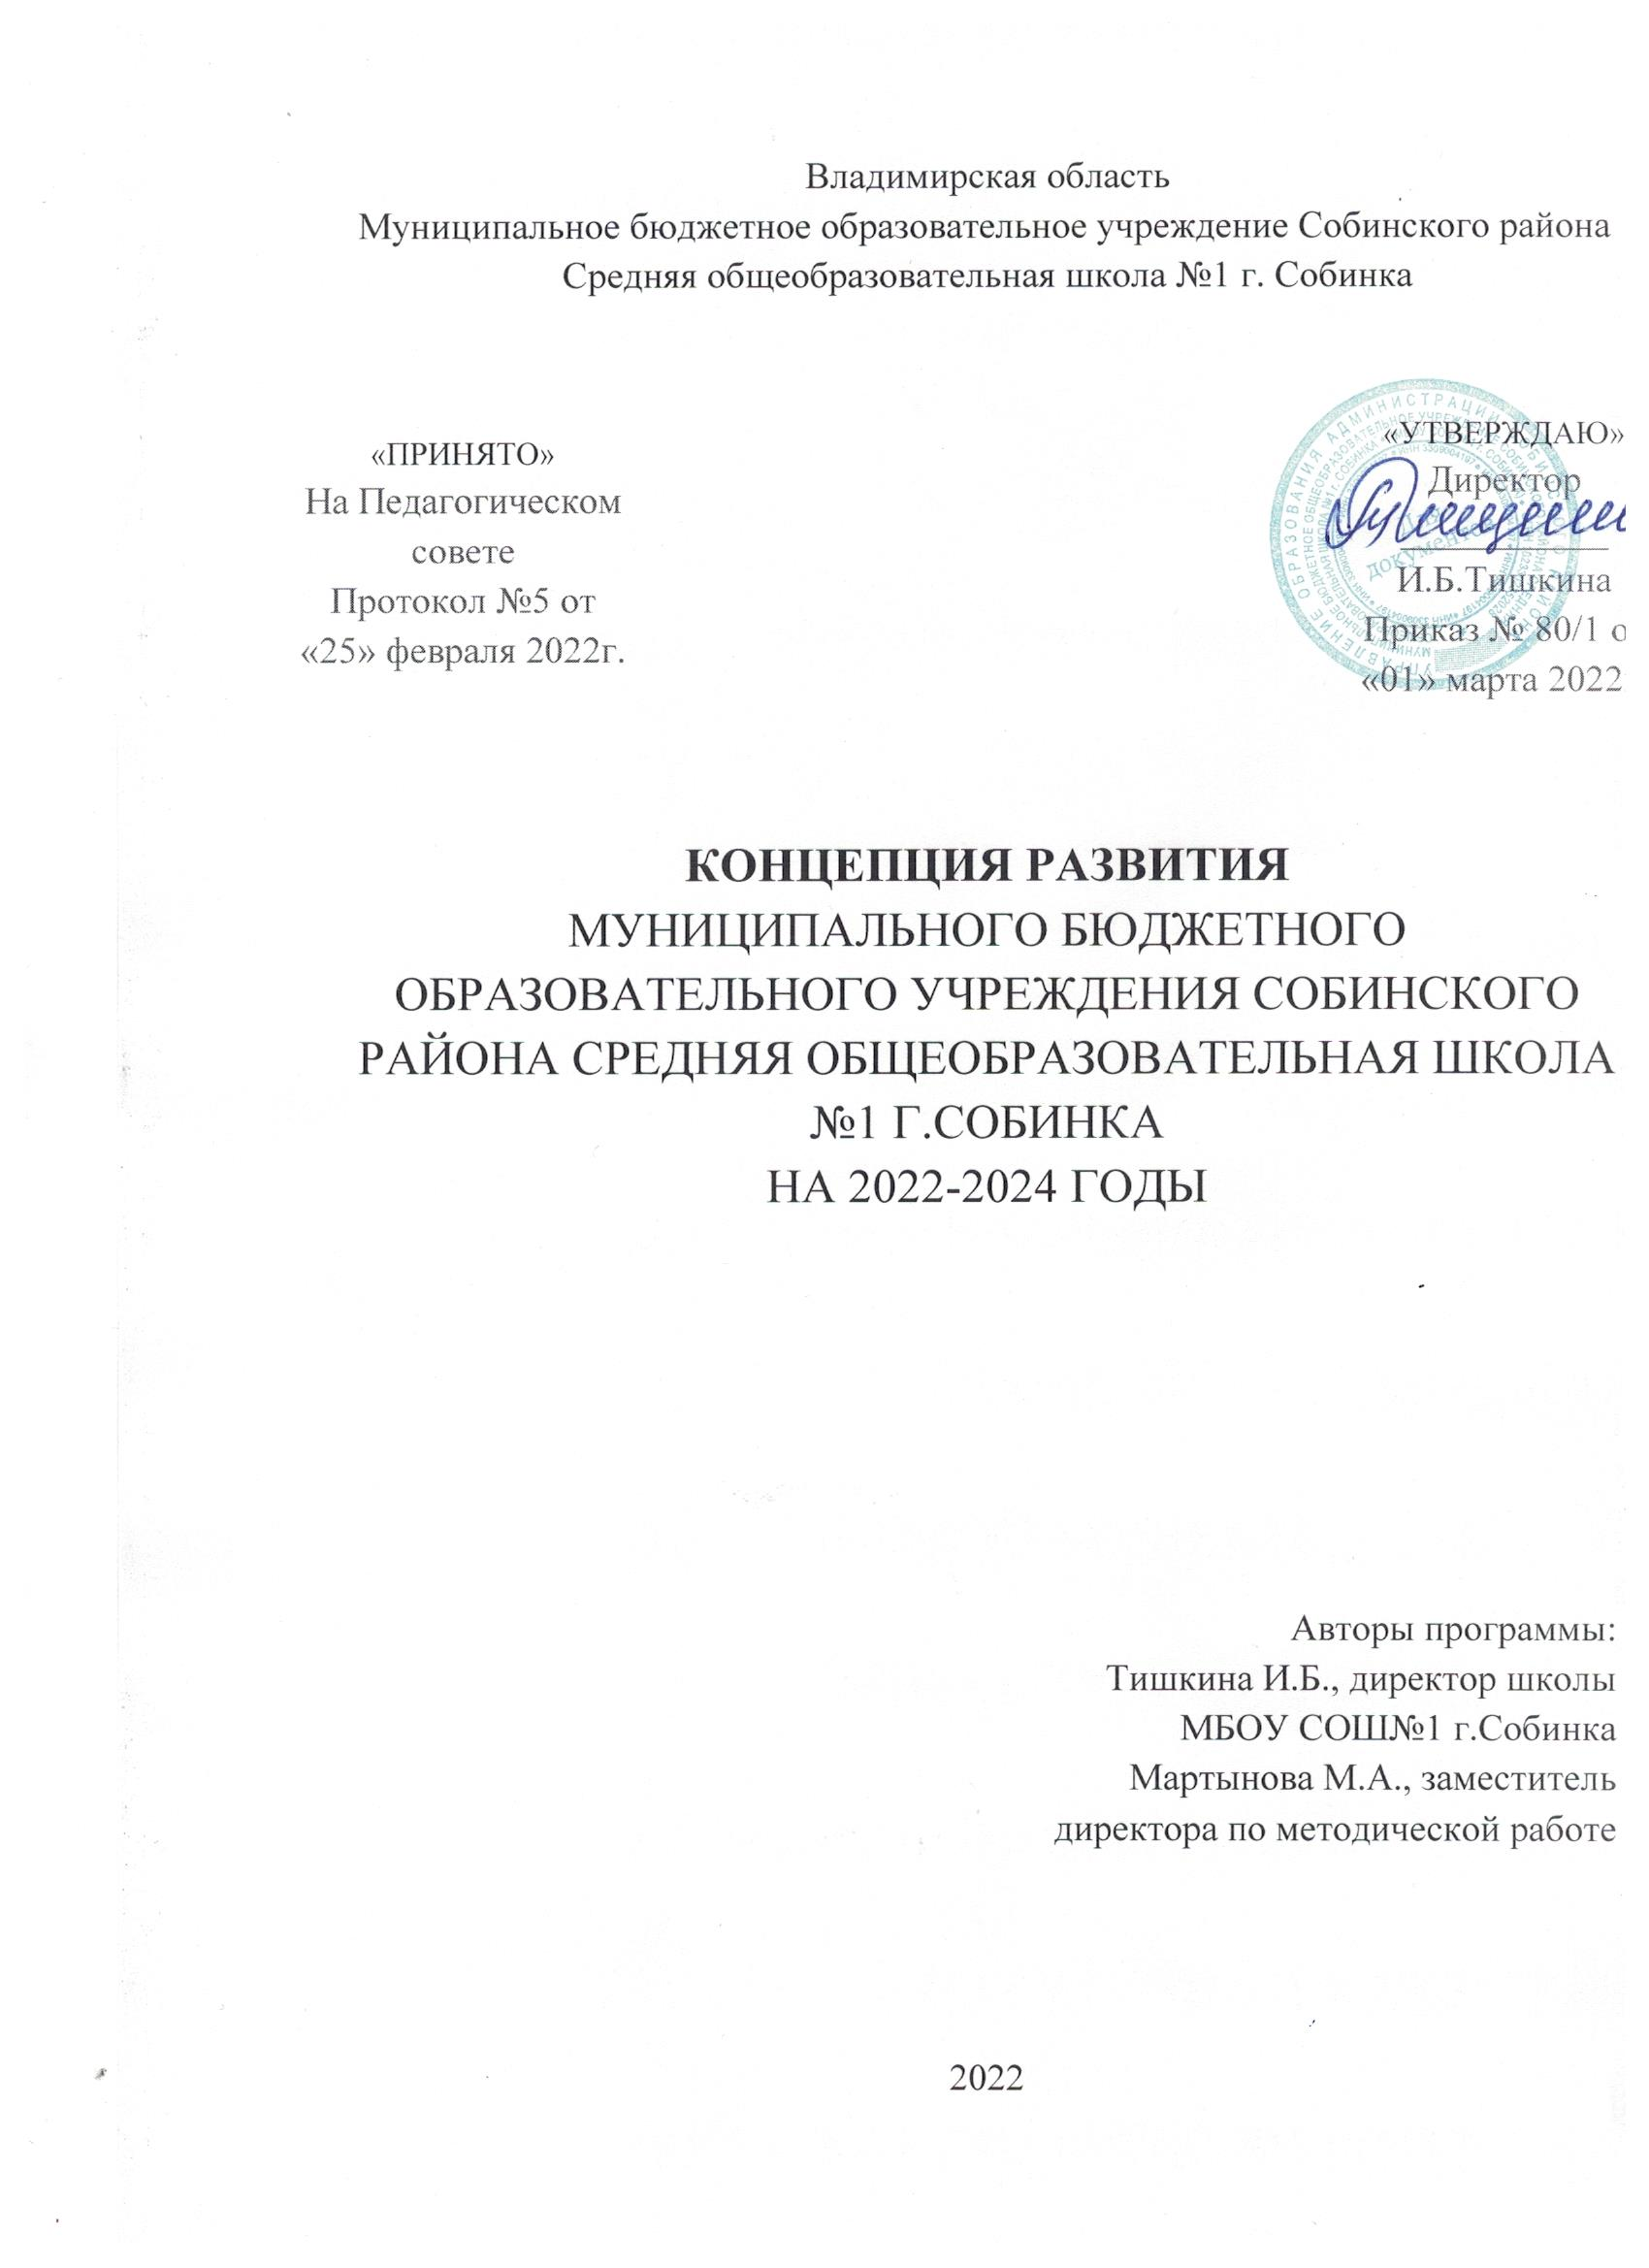 Владимирская область
Муниципальное бюджетное образовательное учреждение Собинского района
Средняя общеобразовательная школа №1 г. Собинка
«ПРИНЯТО»
На Педагогическом
совете
Протокол №5 от
«25» февраля 2022г.
«УТВЕРЖДАЮ»
Директор
И.Б.Тишкина
Приказ № 80/1 о
«01» марта 2022
КОНЦЕПЦИЯ РАЗВИТИЯ
МУНИЦИПАЛЬНОГО БЮДЖЕТНОГО
ОБРАЗОВАТЕЛЬНОГО УЧРЕЖДЕНИЯ СОБИНСКОГО
РАЙОНА СРЕДНЯЯ ОБЩЕОБРАЗОВАТЕЛЬНАЯ ШКОЛА
№1 Г.СОБИНКА
НА 2022-2024 ГОДЫ
Авторы программы:
Тишкина И.Б., директор школы
МБОУ СОШ№1 г.Собинка
Мартынова М.А., заместитель
директора по методической работе
2022